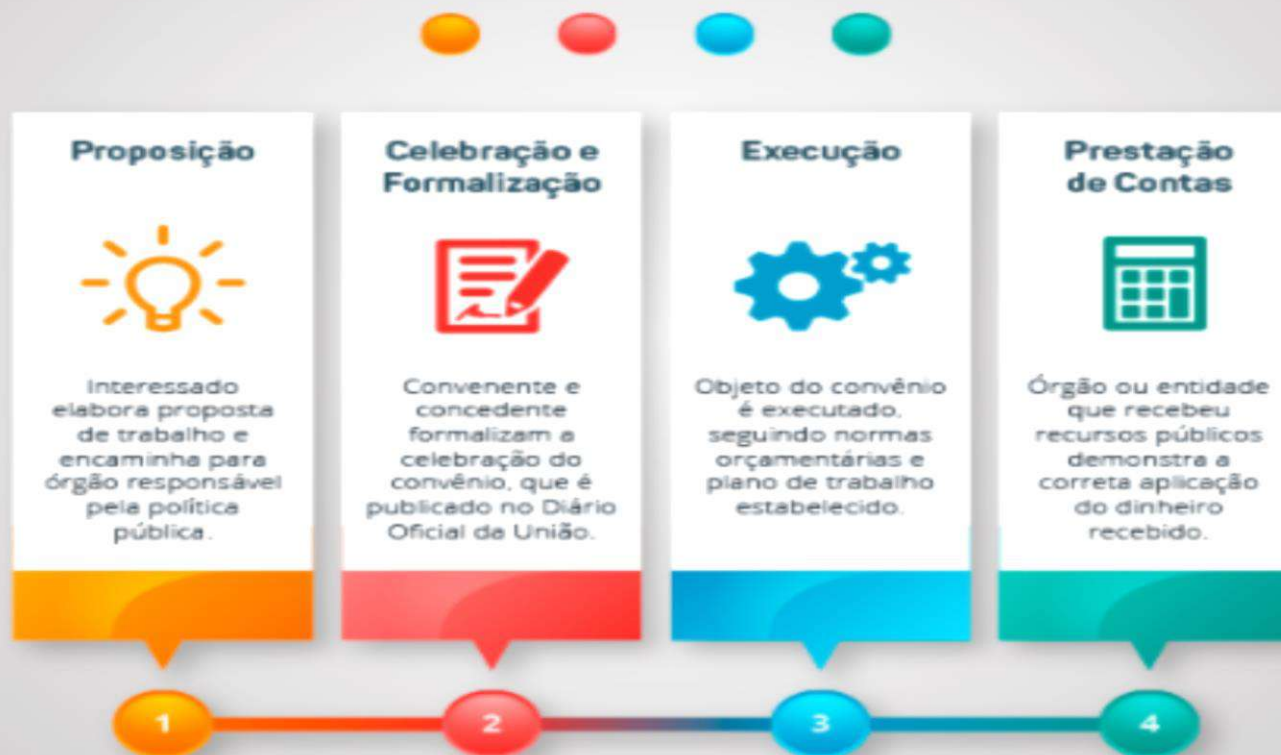 Proposição
Interessado
elabora proposta
de trabalho e
encaminha para
órgão responsável
pela política
pública.
1
Celebração e
Formalização
Convenente e
concedente
formalizam a
celebração do
convênio, que é
publicado no Diário
Oficial da União.
2
Execução
Objeto do convênio
é executado,
seguindo normas
orçamentárias e
plano de trabalho
estabelecido.
3
Prestação
de Contas
Órgão ou entidade
que recebeu
recursos públicos
demonstra a
correta aplicação
do dinheiro
recebido.
4